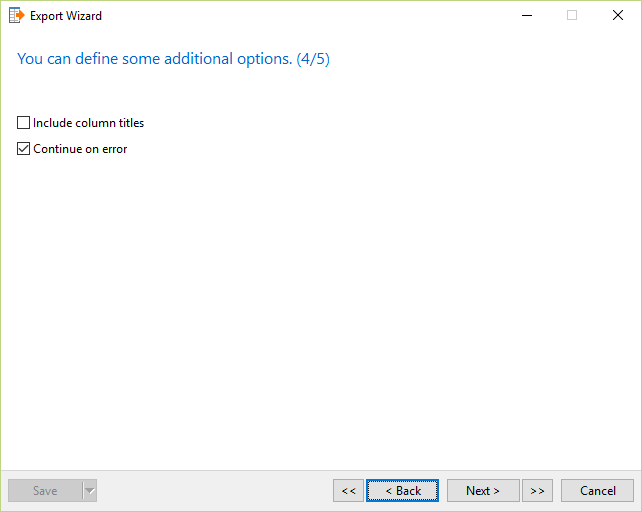 Export Wizard
You can define some additional options. (4/5)
Include column titles
Continue on error
Save
<<
< Back
Next >
>>
Cancel